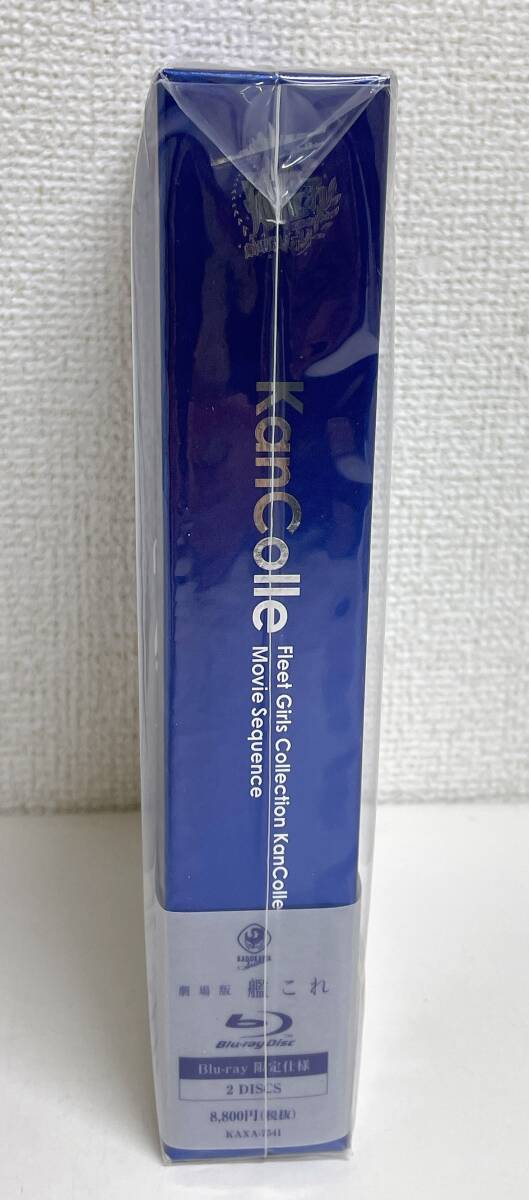 KanColle
Fleet Girls Collection KanColle
Movie Sequence
KADOKAWA
劇場版 艦これ
Blu-ray Disc
Blu-ray 限定仕様
2 DISCS
8,800円(税抜)
KAXA-7541